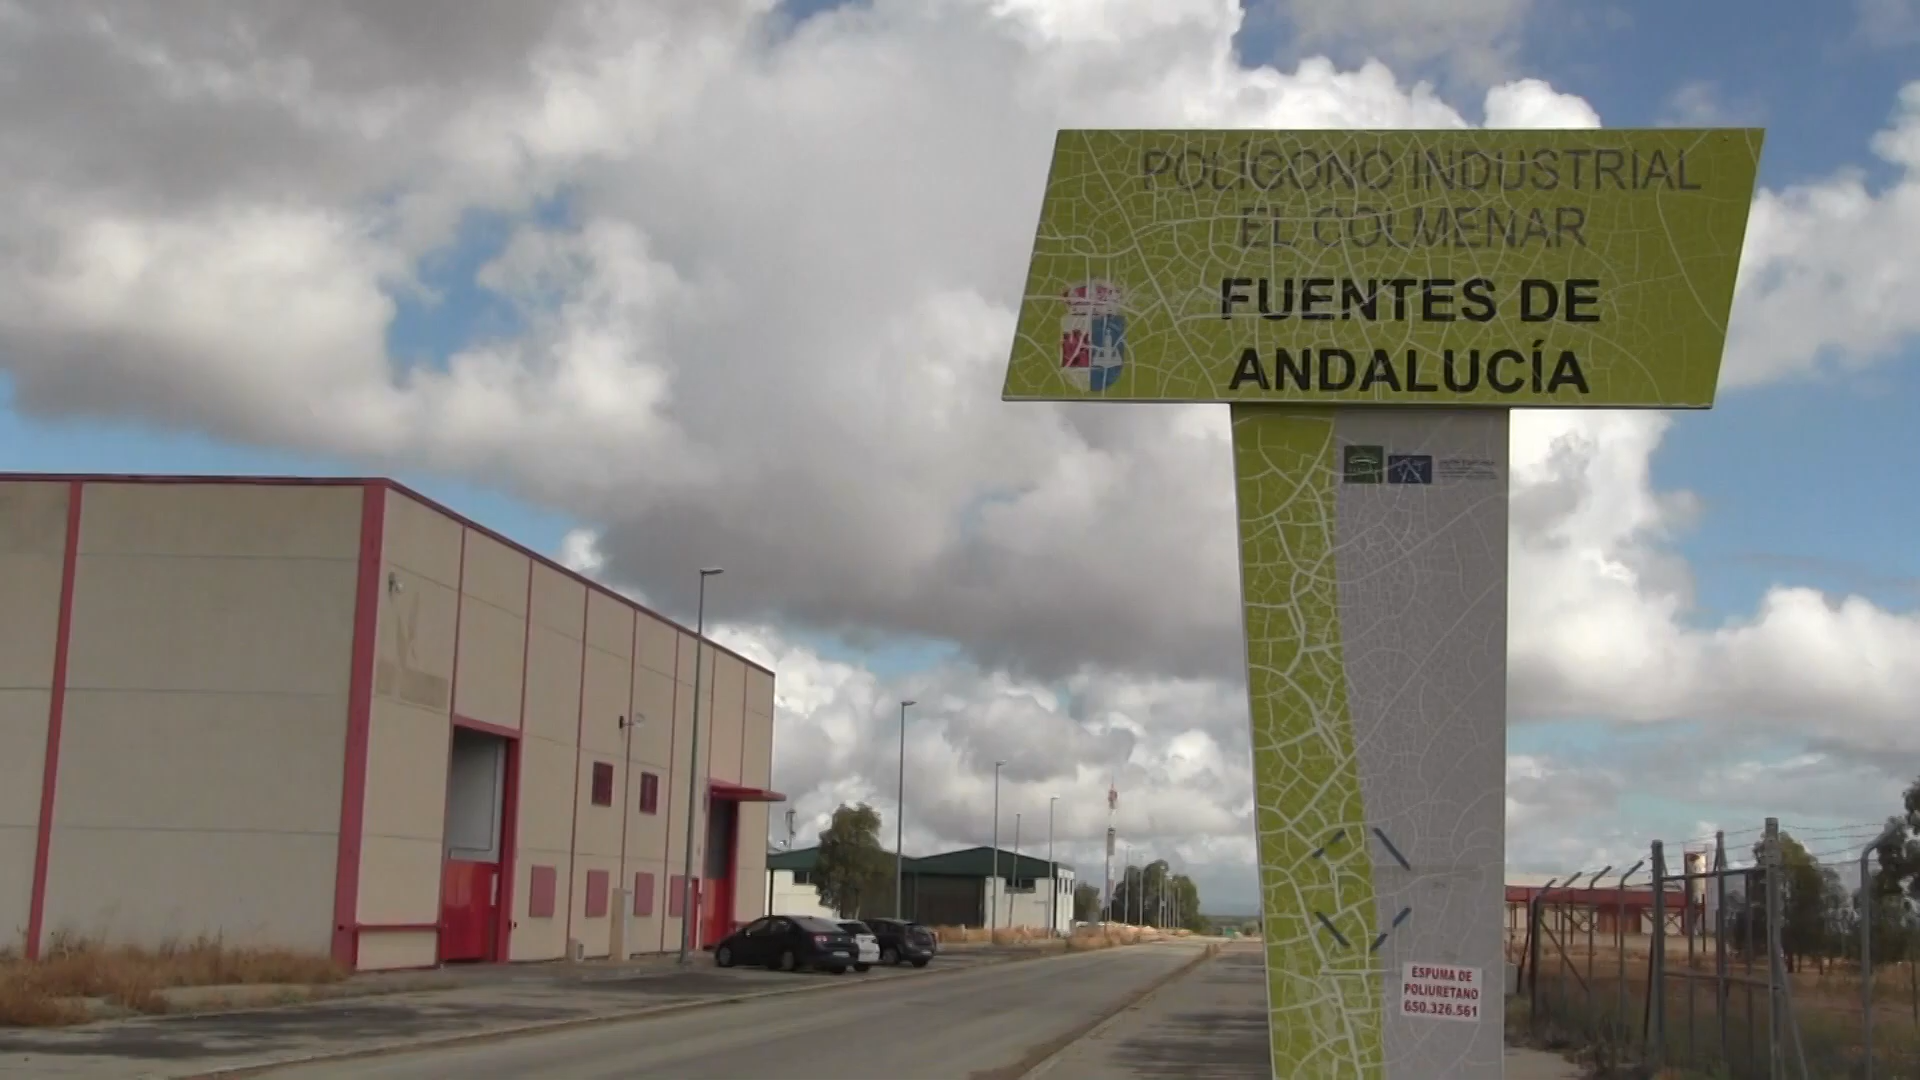 POLÍGONO INDUSTRIAL
EL COLMENAR
FUENTES DE
ANDALUCÍA
ESPUMA DE
POLIURETANO
650.326.561